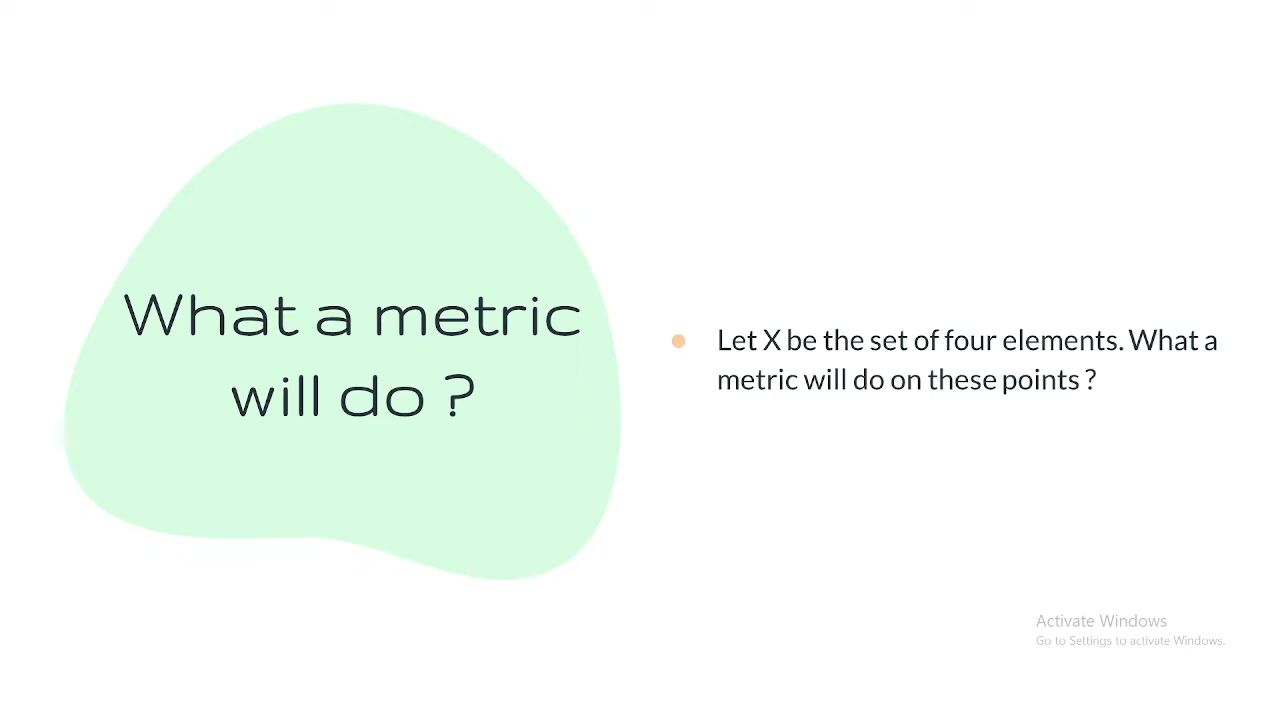 What a metric
will do ?
Let X be the set of four elements. What a
metric will do on these points ?
Activate Windows
Go to Settings to activate Windows.